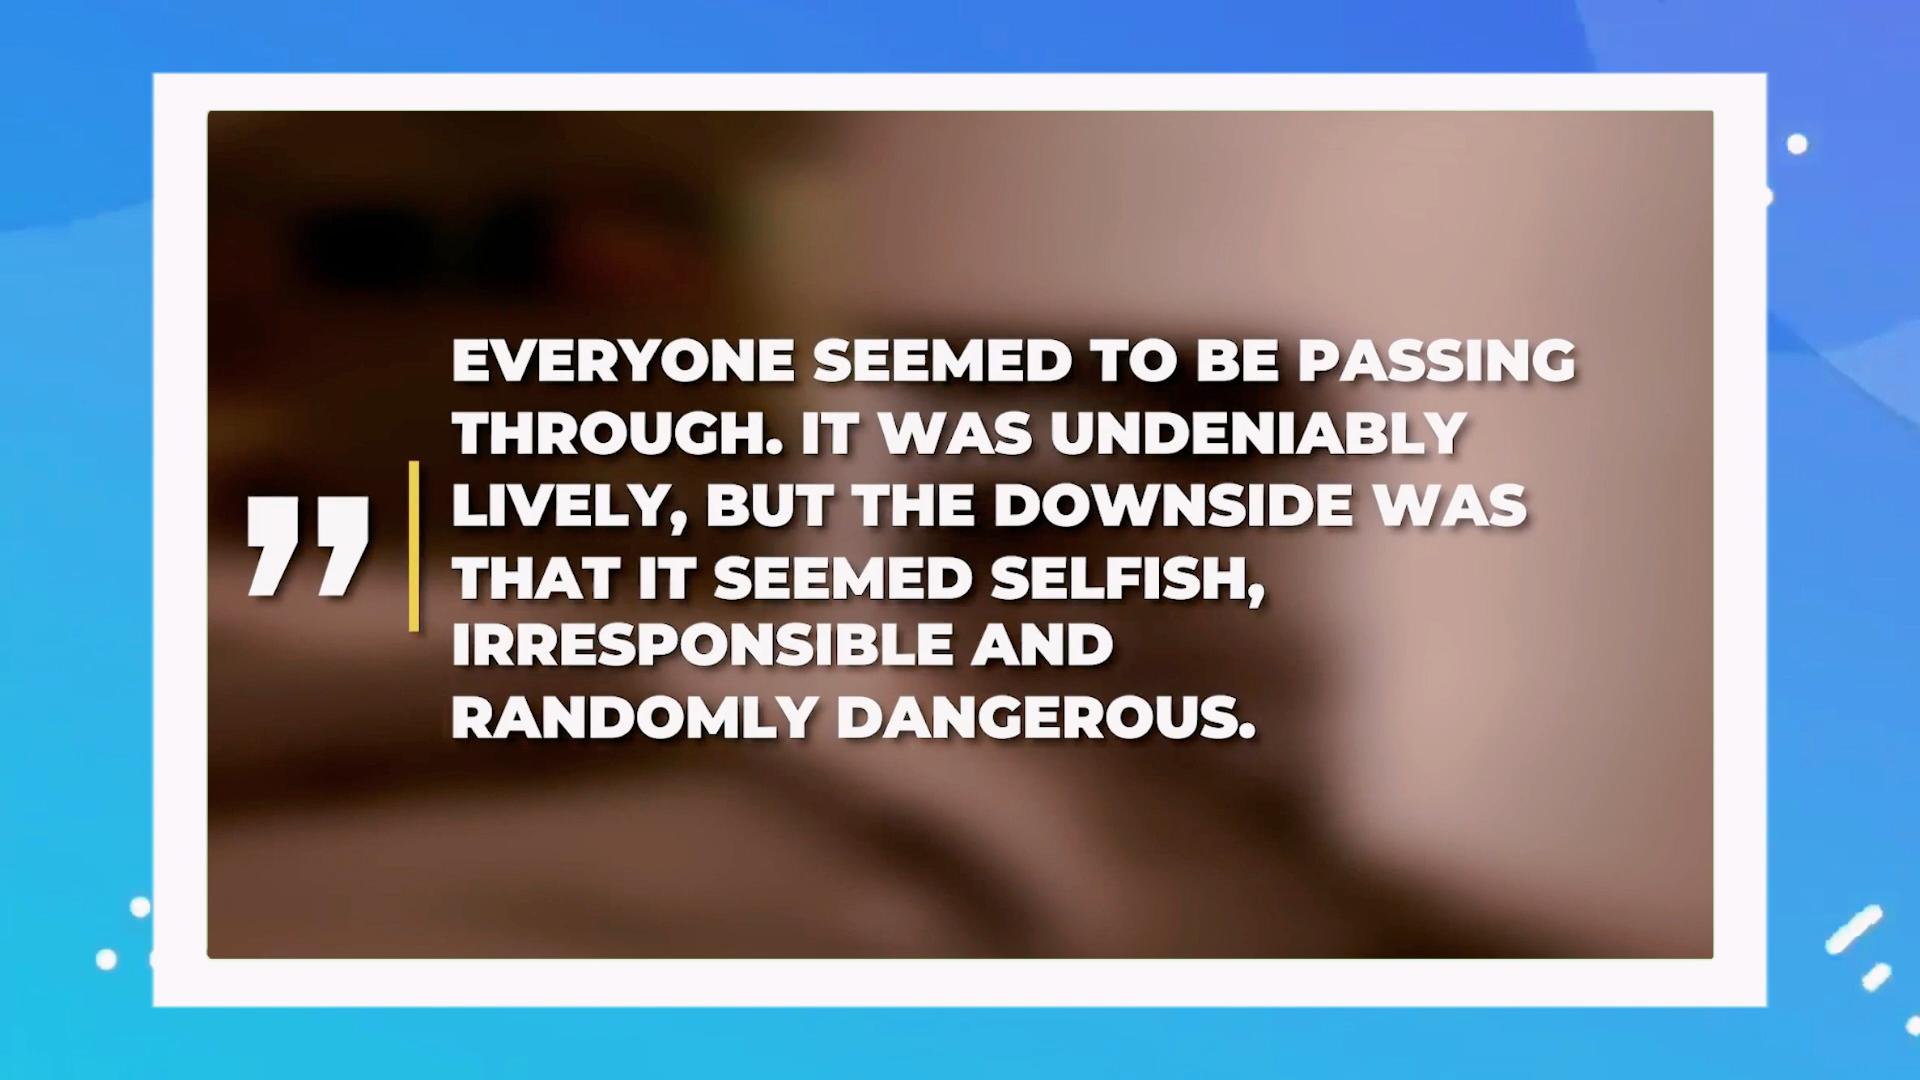 ”
EVERYONE SEEMED TO BE PASSING
THROUGH. IT WAS UNDENIABLY
LIVELY, BUT THE DOWNSIDE WAS
THAT IT SEEMED SELFISH,
IRRESPONSIBLE AND
RANDOMLY DANGEROUS.